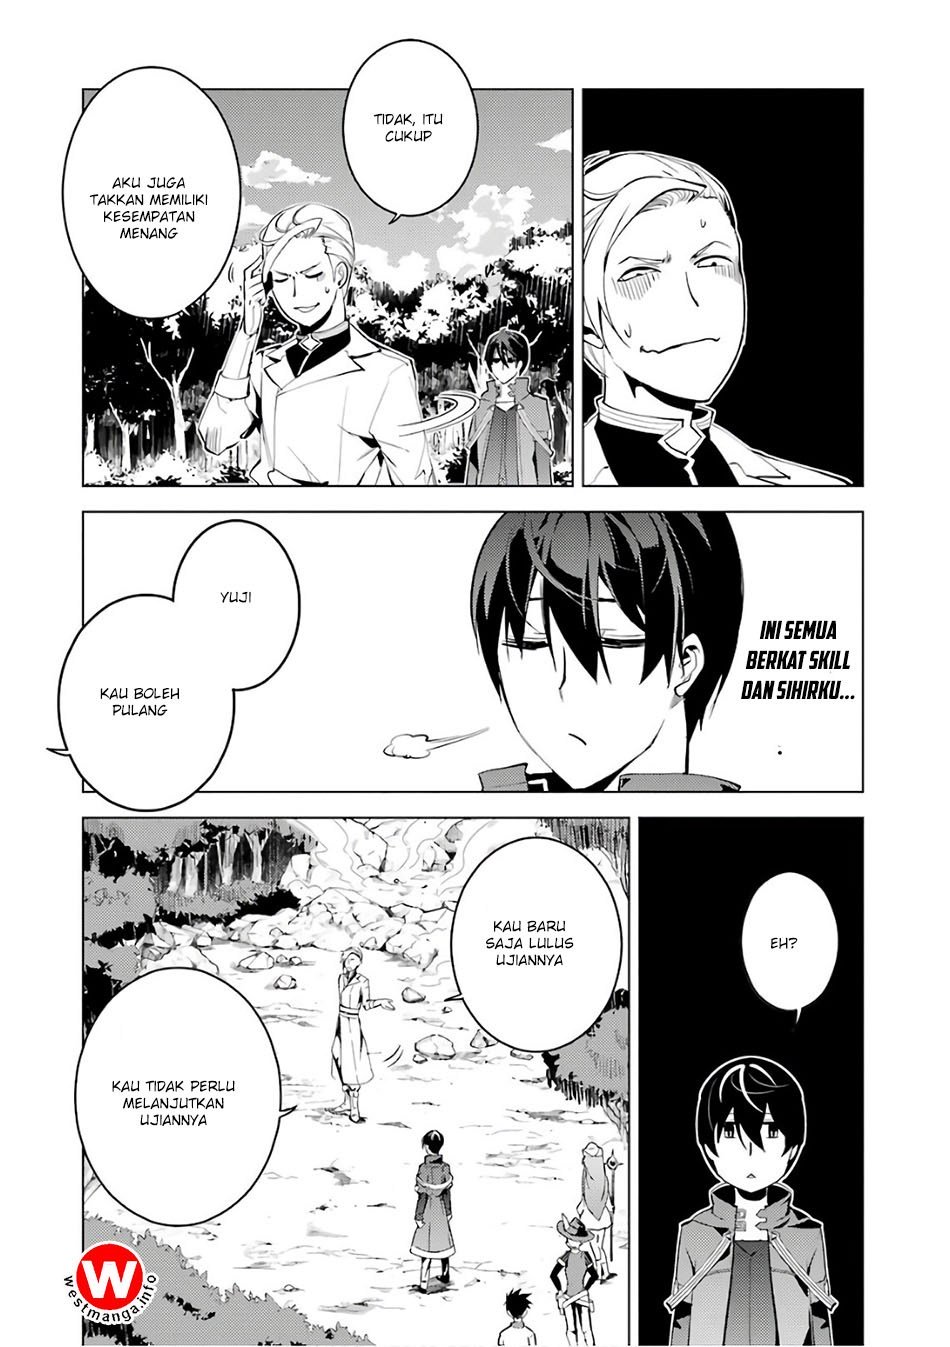 TIDAK, ITU
CUKUP
AKU JUGA
TAKKAN MEMILIKI
KESEMPATAN
MENANG
YUJI
KAU BOLEH
PULANG
INI SEMUA
BERKAT SKILL
DAN SIHIRKU...
KAU BARU
SAJA LULUS
UJIANNYA
KAU TIDAK PERLU
MELANJUTKAN
UJIANNYA
EH?
W
westmanga.info